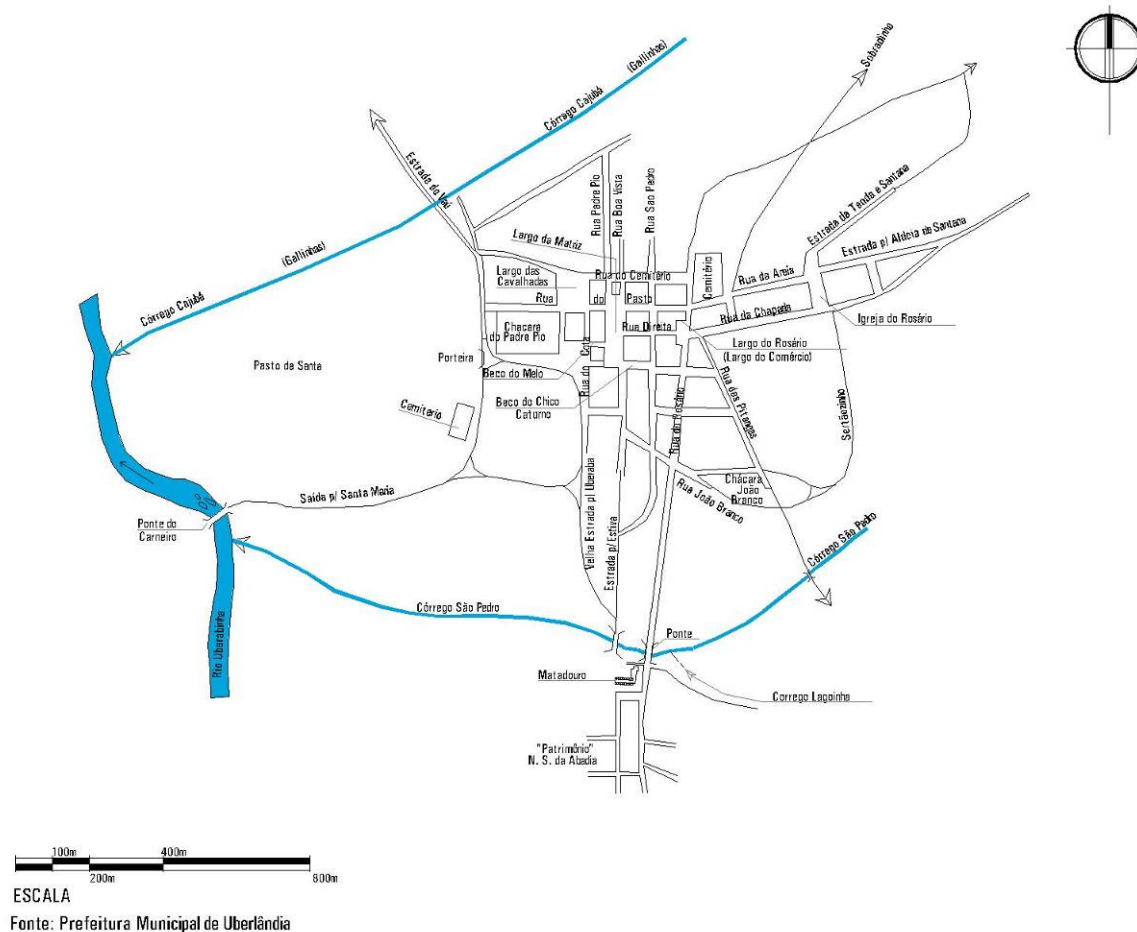 Sobradinho
(Gallinhas)
Córrego Cajubá
Estrada do Vau
Rua Padre Pio
Rua Boa Vista
Rua Sao Pedro
Estrada de Tenda e Santana
Estrada p/ Aldeia de Santana
Largo da Matriz
(Gallinhas)
Largo das
Cavalhadas
Rua do Cemitério
Cemitério
Rua da Areia
Rua do Pasto
Córrego Cajubá
Rua da Chapada
Igreja do Rosário
Chacara
do Padre Pio
Rua Direita
Largo do Rosário
(Largo do Comércio)
Porteira
Pasto de Santa
Beco do Melo
Rua do Cota
Cemiterio
Beco do Chico
Caturno
Rua do Rosário
Rua das Pitangas
Sertãozinho
Chácara
João
Branco
Rua João Branco
Saida p/ Santa Maria
Ponte do
Carneiro
Velha Estrada p/ Uberaba
Estrada p/ Estiva
Córrego São Pedro
Córrego São Pedro
Rio Uberabinha
Ponte
Matadouro
Corrego Lagoinha
"Patrimônio"
N. S. da Abadia
100m
400m
200m
800m
ESCALA
Fonte: Prefeitura Municipal de Uberlândia